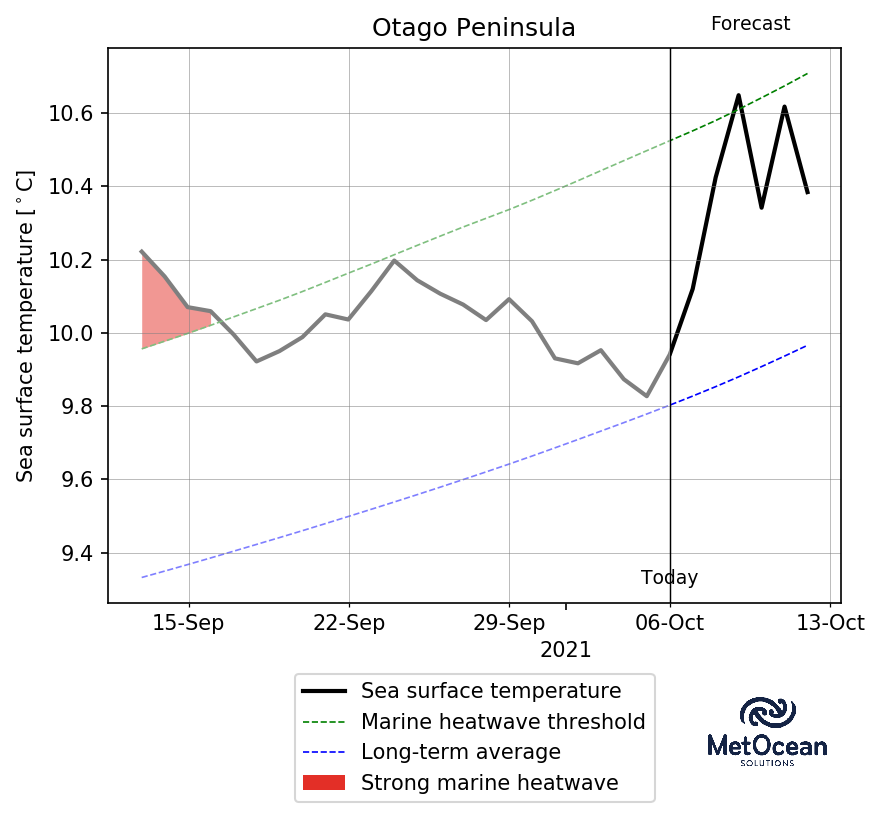 Otago Peninsula
Forecast
Sea surface temperature [°C]
10.6
10.4
10.2
10.0
9.8
9.6
9.4
Today
15-Sep 22-Sep 29-Sep 06-Oct 13-Oct
2021
Sea surface temperature
Marine heatwave threshold
Long-term average
Strong marine heatwave
MetOcean
SOLUTIONS